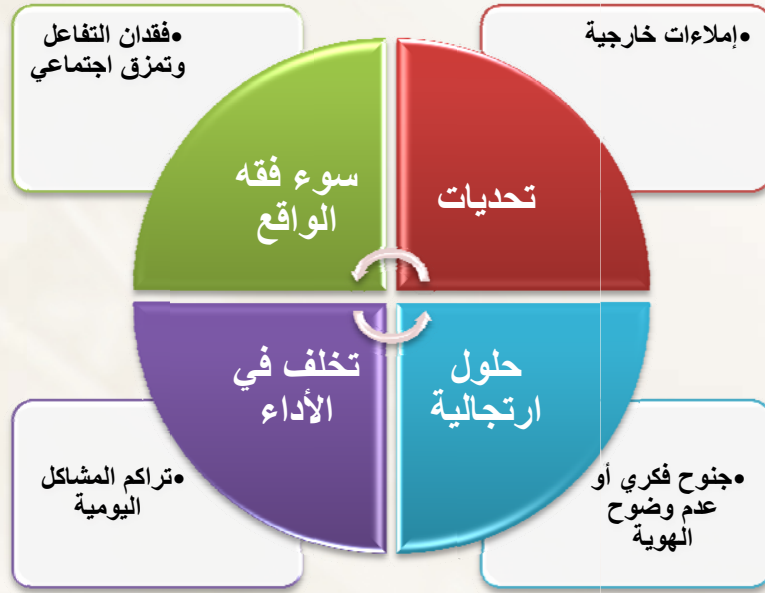 •إملاءات خارجية
•فقدان التفاعل
وتمزق اجتماعي
تحديات
سوء فقه
الواقع
حلول
ارتجالية
تخلف في
الأداء
•جنوح فكري أو
عدم وضوح
الهوية
•تراكم المشاكل
اليومية